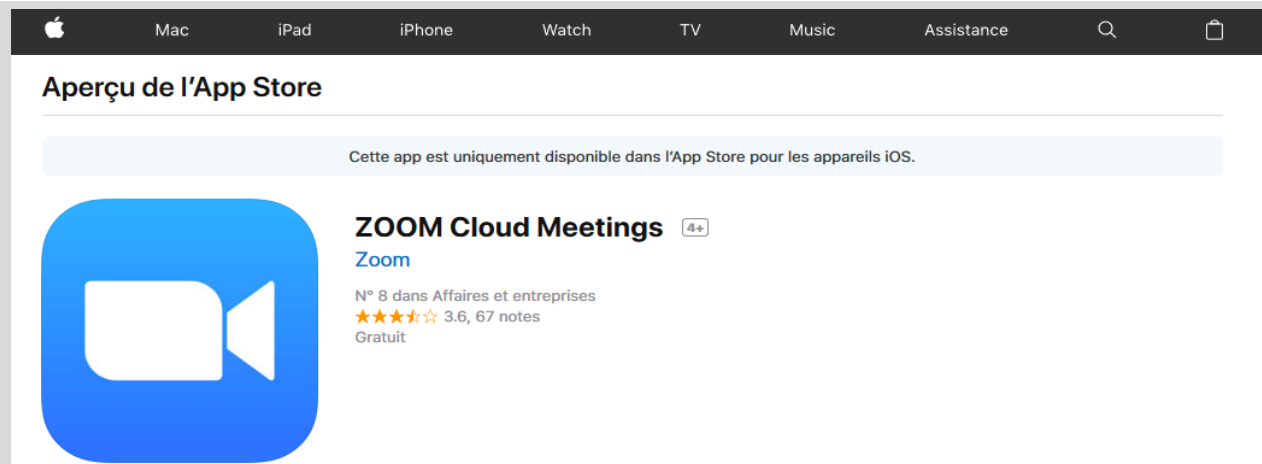 Mac iPad iPhone Watch TV Music Assistance
Aperçu de l'App Store
Cette app est uniquement disponible dans l'App Store pour les appareils iOS.
ZOOM Cloud Meetings 4+
Zoom
N° 8 dans Affaires et entreprises
★★★⯪☆ 3.6, 67 notes
Gratuit